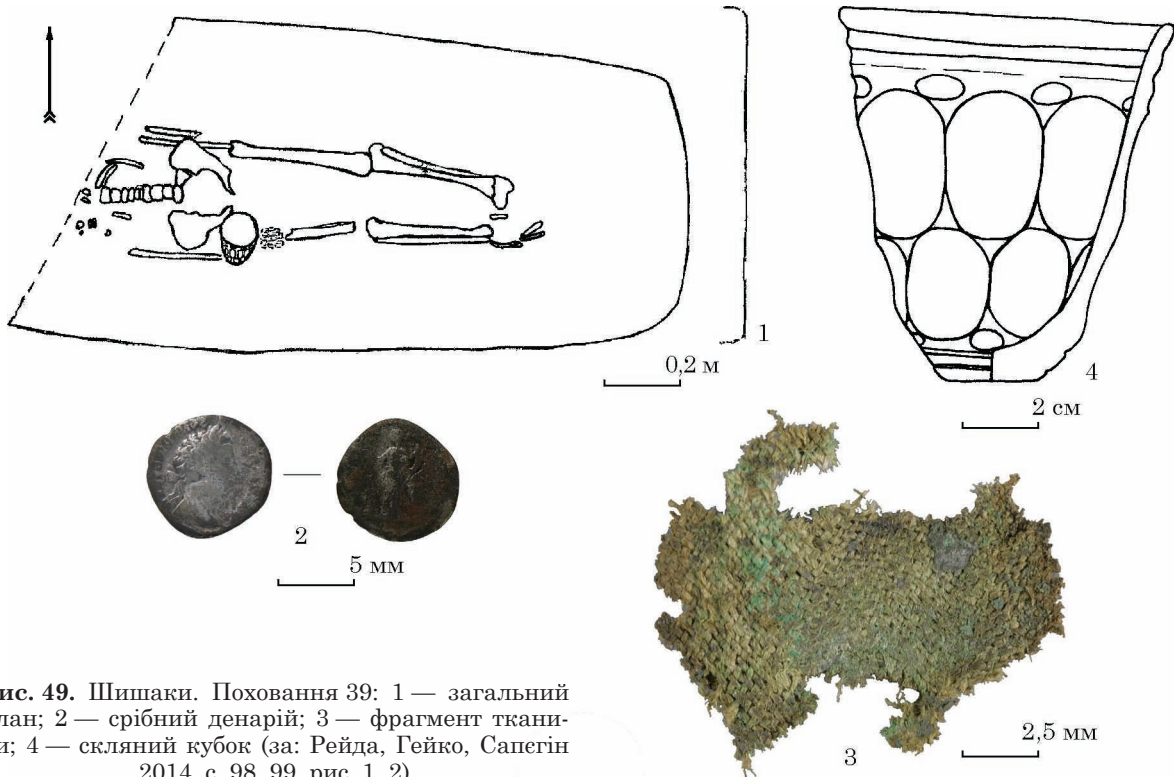 1
0,2 м
4
2 см
2
5 мм
3
2,5 мм
ис. 49. Шишаки. Поховання 39: 1 — загальний
лан; 2 — срібний денарій; 3 — фрагмент ткани-
и; 4 — скляний кубок (за: Рейда, Гейко, Сапєгін
2014, с. 98, 99, рис. 1, 2)